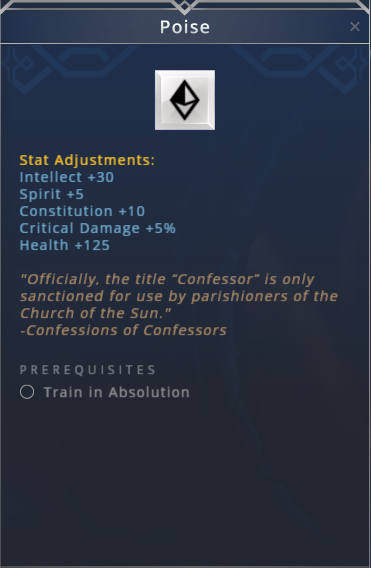 Poise
Stat Adjustments:
Intellect +30
Spirit +5
Constitution +10
Critical Damage +5%
Health +125
"Officially, the title “Confessor” is only
sanctioned for use by parishioners of the
Church of the Sun."
-Confessions of Confessors
PREREQUISITES
Train in Absolution